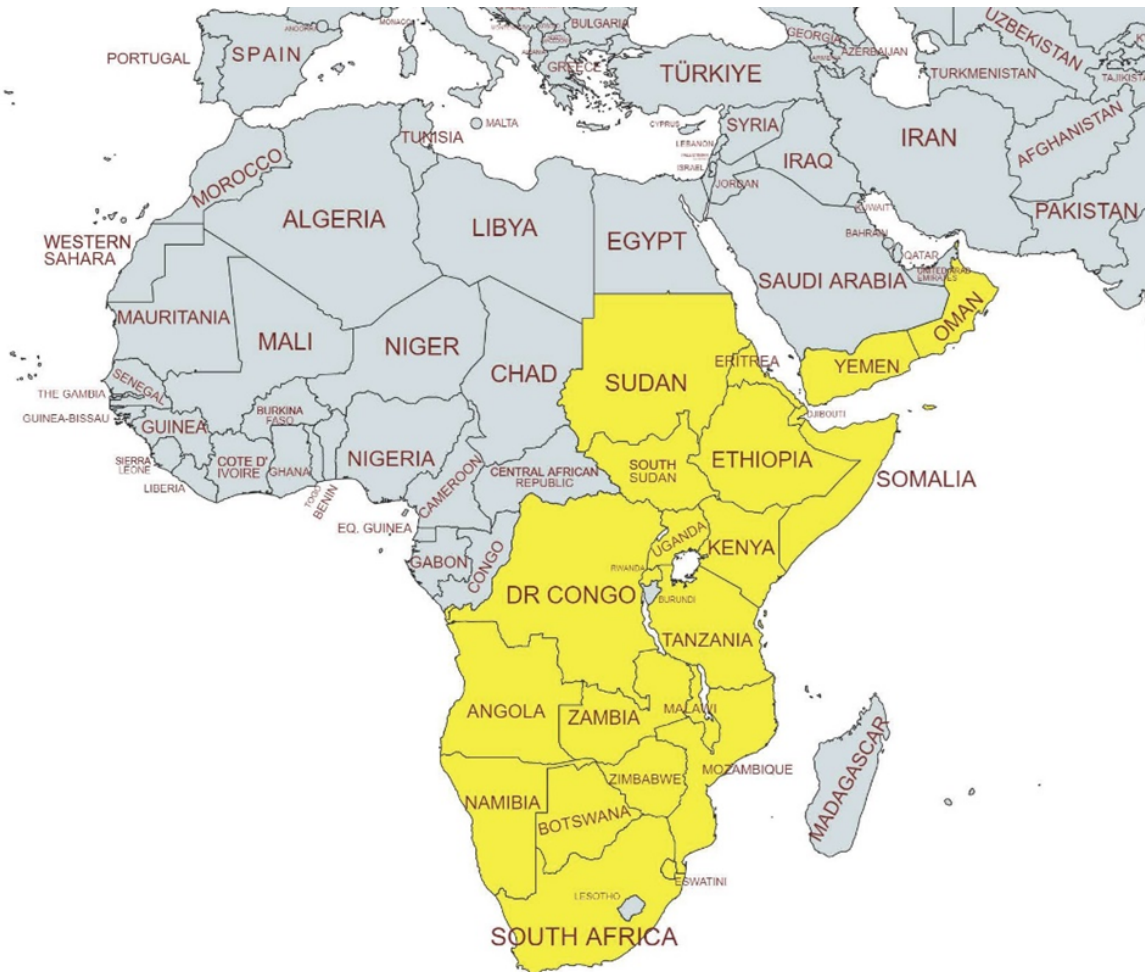 ANDORRA
MONACO
BULGARIA
GEORGIA
UZBEKISTAN
PORTUGAL
SPAIN
GREECE
TÜRKIYE
AZERBAIJAN
TURKMENISTAN
TAJIKISTA
MALTA
CYPRUS
SYRIA
TUNISIA
LEBANON
IRAQ
IRAN
AFGHANISTAN
MOROCCO
ISRAEL
JORDAN
ALGERIA
LIBYA
EGYPT
KUWAIT
PAKISTAN
WESTERN
SAHARA
BAHRAIN
QATAR
SAUDI ARABIA
UNITED ARAB
EMIRATES
MAURITANIA
MALI
NIGER
CHAD
SUDAN
ERITREA
YEMEN
OMAN
SENEGAL
THE GAMBIA
GUINEA-BISSAU
GUINEA
BURKINA
FASO
DJIBOUTI
SIERRA
LEONE
LIBERIA
COTE D'
IVOIRE
GHANA
TOGO
BENIN
NIGERIA
CAMEROON
CENTRAL AFRICAN
REPUBLIC
SOUTH
SUDAN
ETHIOPIA
SOMALIA
EQ. GUINEA
GABON
CONGO
UGANDA
KENYA
RWANDA
DR CONGO
BURUNDI
TANZANIA
ANGOLA
ZAMBIA
MALAWI
MOZAMBIQUE
ZIMBABWE
NAMIBIA
BOTSWANA
MADAGASCAR
ESWATINI
LESOTHO
SOUTH AFRICA